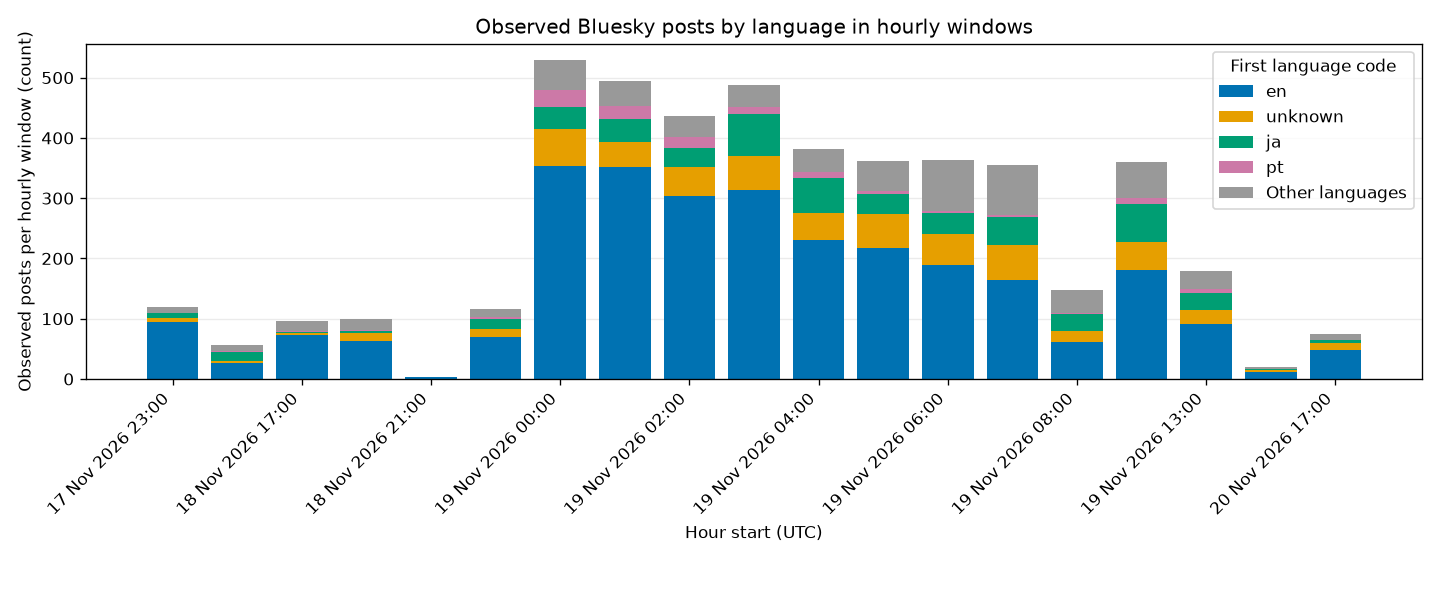 Observed Bluesky posts by language in hourly windows
Observed posts per hourly window (count)
500
400
300
200
100
0
First language code
en
unknown
ja
pt
Other languages
17 Nov 2026 23:00
18 Nov 2026 17:00
18 Nov 2026 21:00
19 Nov 2026 00:00
19 Nov 2026 02:00
19 Nov 2026 04:00
19 Nov 2026 06:00
19 Nov 2026 08:00
19 Nov 2026 13:00
20 Nov 2026 17:00
Hour start (UTC)